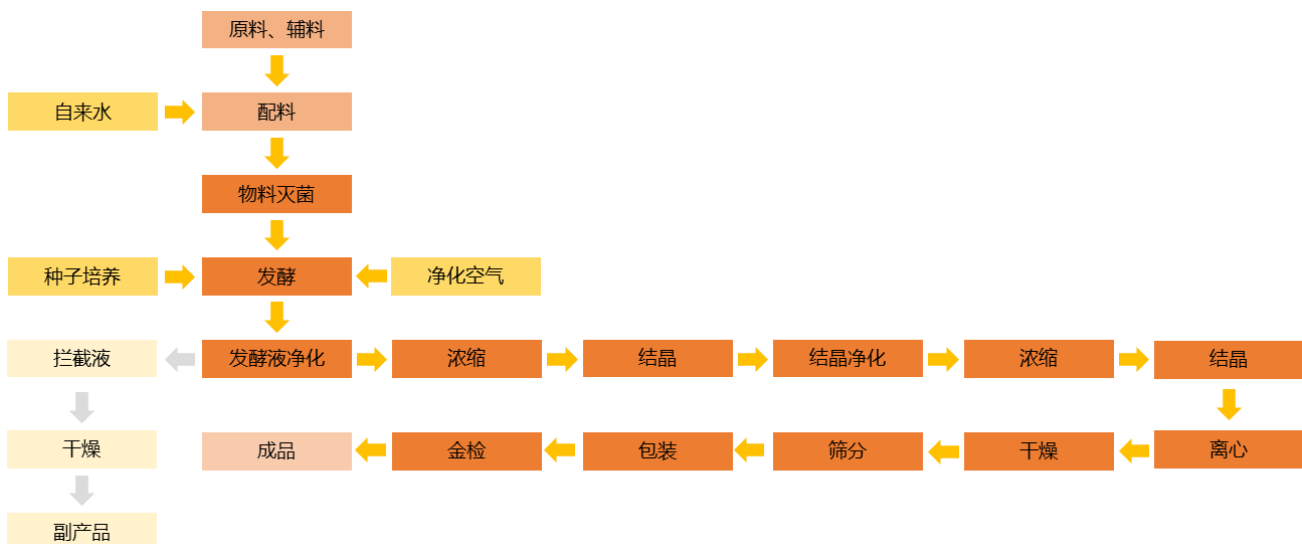 原料、辅料
自来水
配料
物料灭菌
种子培养
发酵
净化空气
拦截液
发酵液净化
浓缩
结晶
结晶净化
浓缩
结晶
干燥
成品
金检
包装
筛分
干燥
离心
副产品